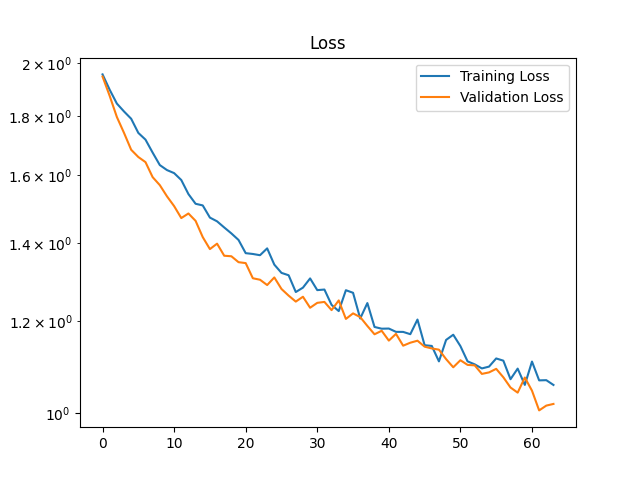 Loss
Training Loss
Validation Loss
2 × 10⁰
1.8 × 10⁰
1.6 × 10⁰
1.4 × 10⁰
1.2 × 10⁰
10⁰
0 10 20 30 40 50 60